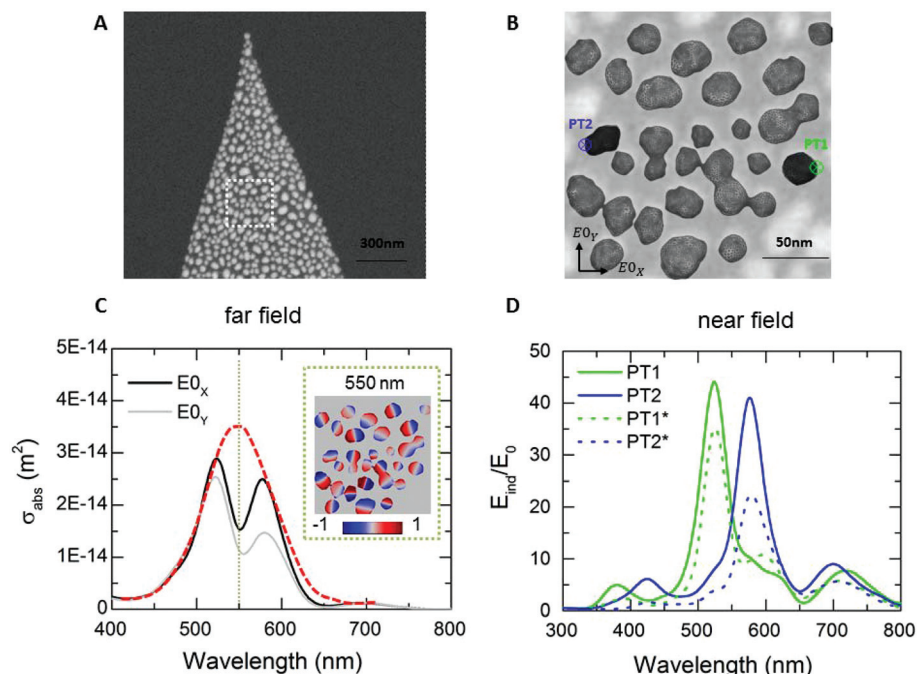 A
300nm
B
PT2
PT1
E0Y
E0X
50nm
C
far field
5E-14
4E-14
3E-14
2E-14
1E-14
0
σabs (m²)
E0X
E0Y
550 nm
-1 1
400 500 600 700 800
Wavelength (nm)
D
near field
50
40
30
20
10
0
Eind/E0
PT1
PT2
PT1*
PT2*
300 400 500 600 700 800
Wavelength (nm)